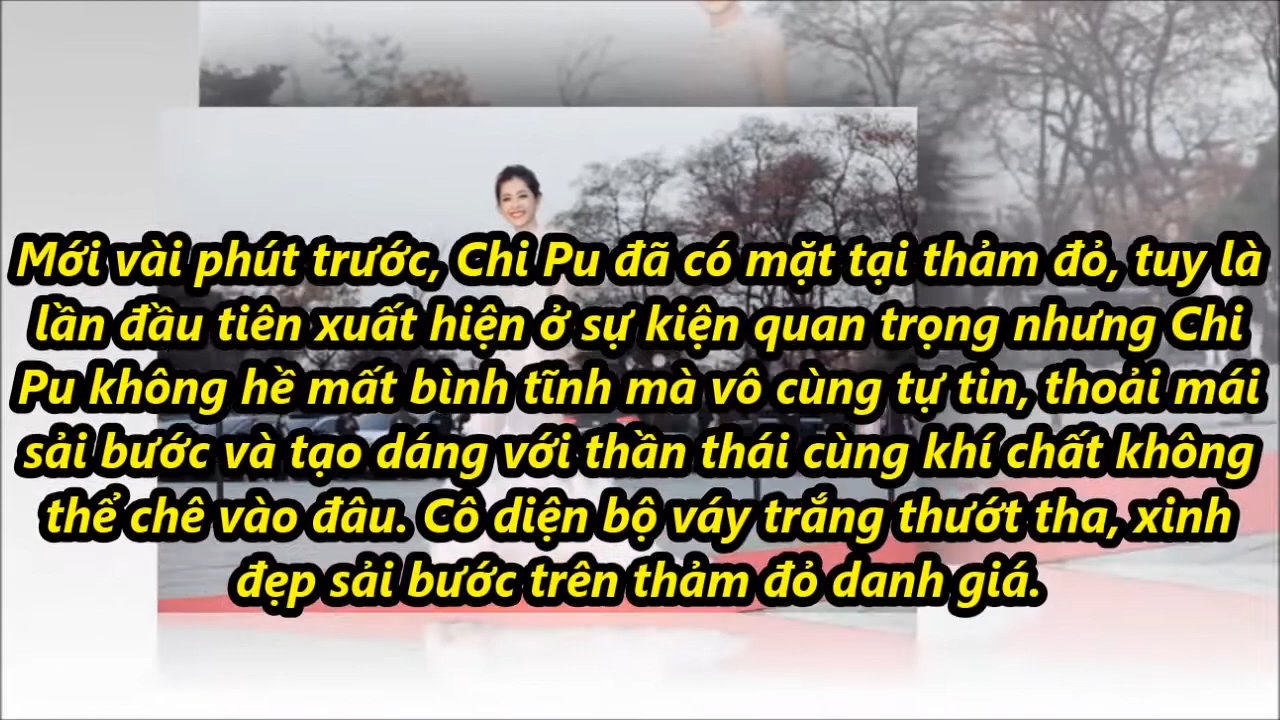 Mới vài phút trước, Chi Pu đã có mặt tại thảm đỏ, tuy là
lần đầu tiên xuất hiện ở sự kiện quan trọng nhưng Chi
Pu không hề mất bình tĩnh mà vô cùng tự tin, thoải mái
sải bước và tạo dáng với thần thái cùng khí chất không
thể chê vào đâu. Cô diện bộ váy trắng thướt tha, xinh
đẹp sải bước trên thảm đỏ danh giá.